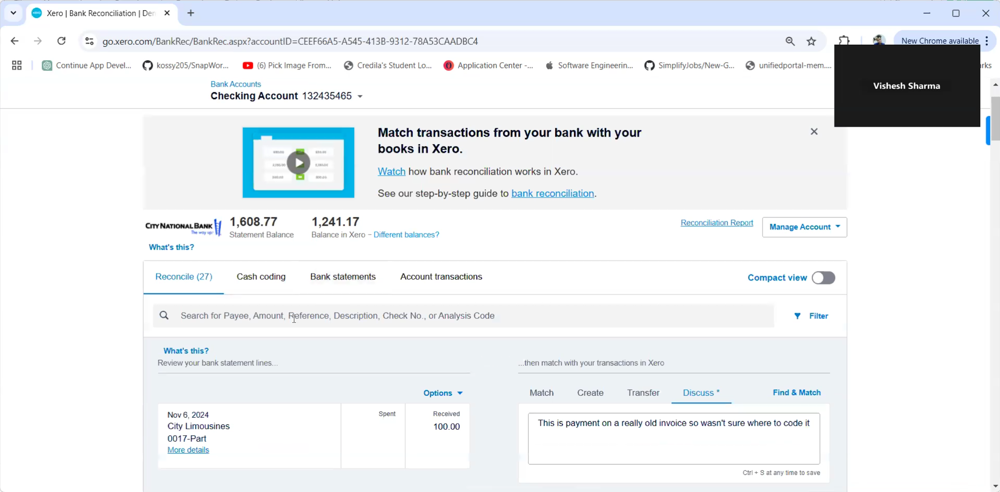 Xero | Bank Reconciliation | Den
go.xero.com/BankRec/BankRec.aspx?accountID=CEEF66A5-A545-413B-9312-78A53CAADBC4
New Chrome available
Continue App Devel...
kossy205/SnapWor...
(6) Pick Image From...
Credila's Student Lo...
Application Center -...
Software Engineerin...
SimplifyJobs/New-G...
unifiedportal-mem....
rks
Vishesh Sharma
Bank Accounts
Checking Account 132435465
Match transactions from your bank with your
books in Xero.
Watch how bank reconciliation works in Xero.
See our step-by-step guide to bank reconciliation.
CITY NATIONAL BANK
The way up.
1,608.77
Statement Balance
1,241.17
Balance in Xero – Different balances?
Reconciliation Report
Manage Account
What's this?
Reconcile (27)
Cash coding
Bank statements
Account transactions
Compact view
Search for Payee, Amount, Reference, Description, Check No., or Analysis Code
Filter
What's this?
Review your bank statement lines...
...then match with your transactions in Xero
Options
Match
Create
Transfer
Discuss *
Find & Match
Nov 6, 2024
City Limousines
0017-Part
More details
Spent
Received
100.00
This is payment on a really old invoice so wasn't sure where to code it
Ctrl + S at any time to save